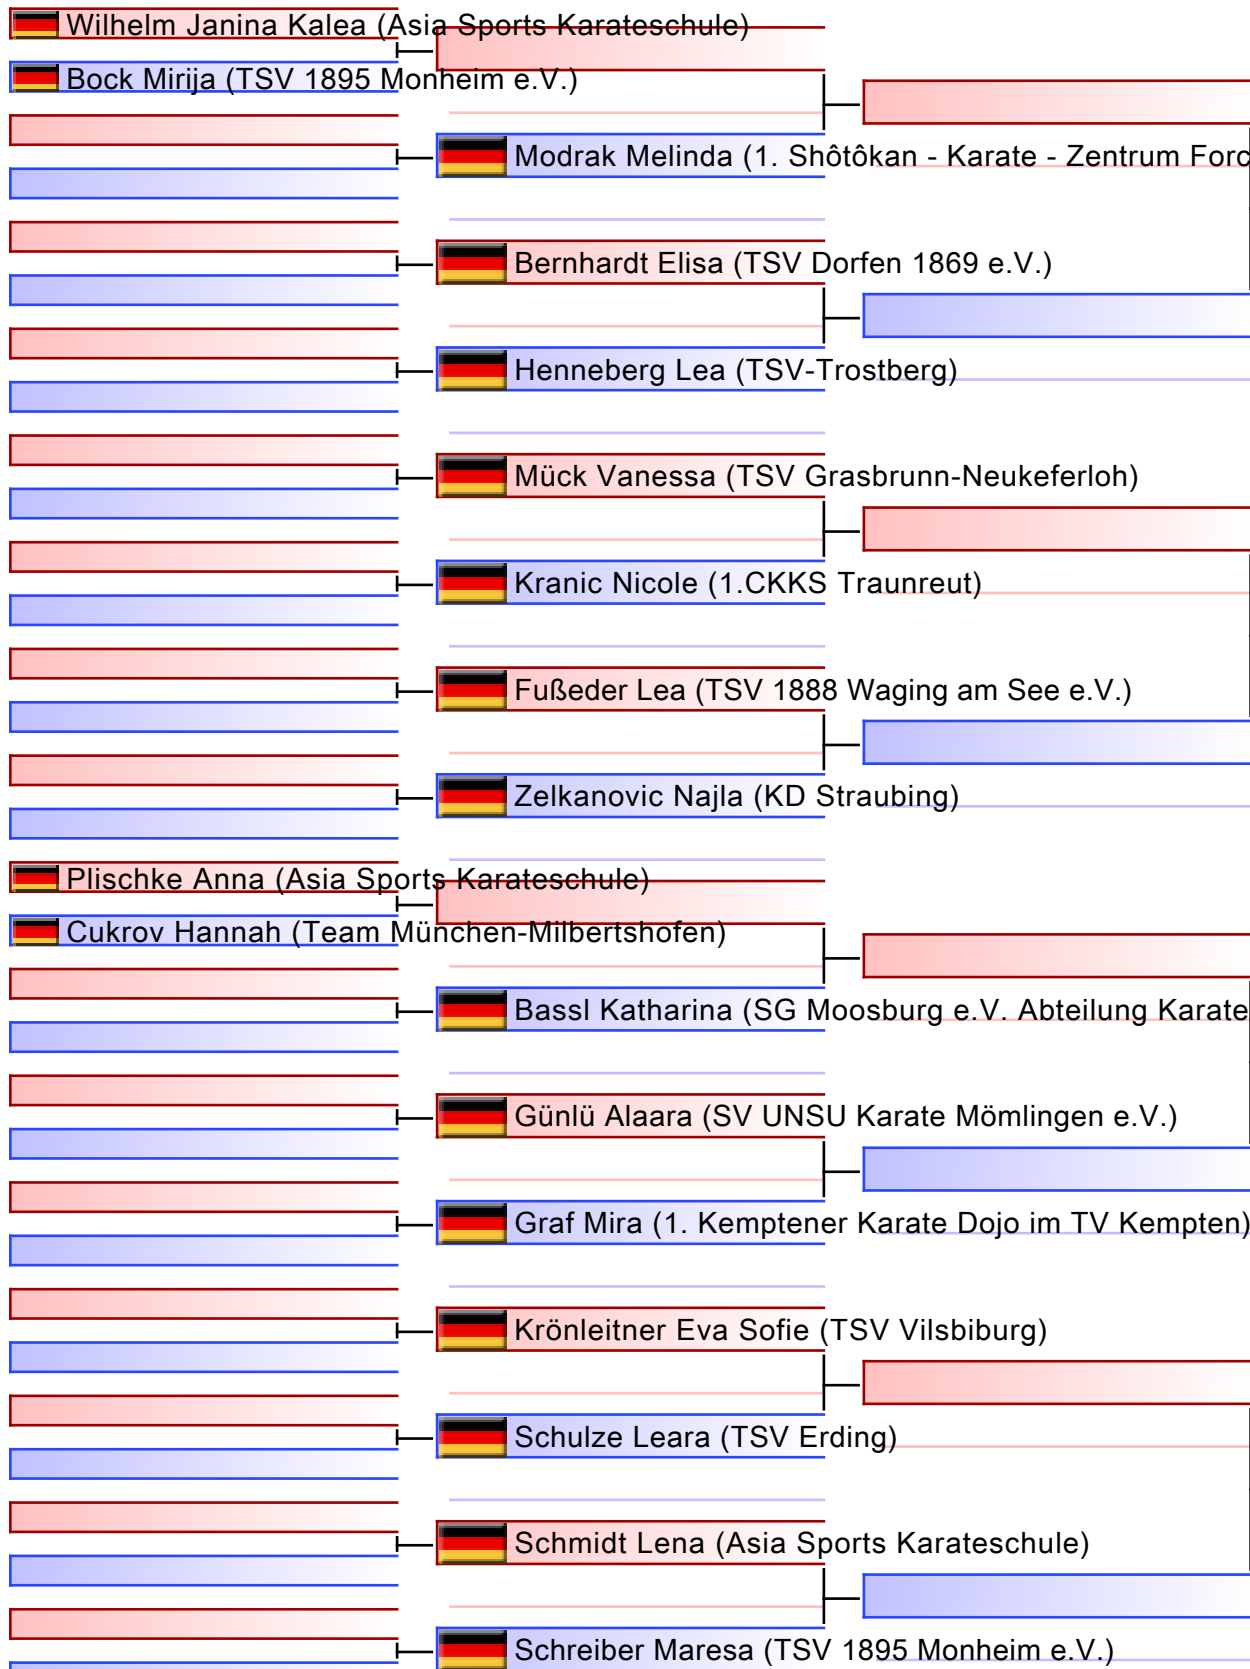 Wilhelm Janina Kalea (Asia Sports Karateschule)
Bock Mirija (TSV 1895 Monheim e.V.)
Modrak Melinda (1. Shôtôkan - Karate - Zentrum Forc
Bernhardt Elisa (TSV Dorfen 1869 e.V.)
Henneberg Lea (TSV-Trostberg)
Mück Vanessa (TSV Grasbrunn-Neukeferloh)
Kranic Nicole (1.CKKS Traunreut)
Fußeder Lea (TSV 1888 Waging am See e.V.)
Zelkanovic Najla (KD Straubing)
Plischke Anna (Asia Sports Karateschule)
Cukrov Hannah (Team München-Milbertshofen)
Bassl Katharina (SG Moosburg e.V. Abteilung Karate
Günlü Alaara (SV UNSU Karate Mömlingen e.V.)
Graf Mira (1. Kemptener Karate Dojo im TV Kempten)
Krönleitner Eva Sofie (TSV Vilsbiburg)
Schulze Leara (TSV Erding)
Schmidt Lena (Asia Sports Karateschule)
Schreiber Maresa (TSV 1895 Monheim e.V.)